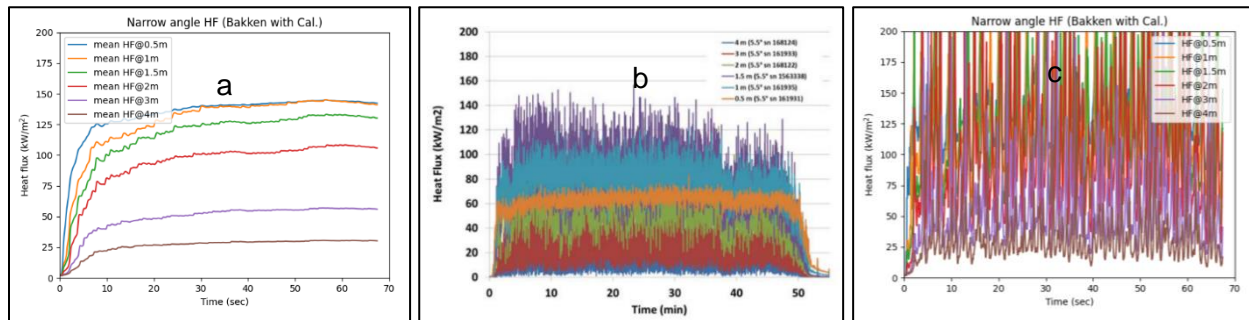 Narrow angle HF (Bakken with Cal.)
a
mean HF@0.5m
mean HF@1m
mean HF@1.5m
mean HF@2m
mean HF@3m
mean HF@4m
Heat flux (kW/m²)
200
175
150
125
100
75
50
25
0
0 10 20 30 40 50 60 70
Time (sec)
b
4 m (5.5° sn 168124)
3 m (5.5° sn 161933)
2 m (5.5° sn 168122)
1.5 m (5.5° sn 1563338)
1 m (5.5° sn 161935)
0.5 m (5.5° sn 161931)
Heat Flux (kW/m2)
200
180
160
140
120
100
80
60
40
20
0
0 10 20 30 40 50
Time (min)
Narrow angle HF (Bakken with Cal.)
c
HF@0.5m
HF@1m
HF@1.5m
HF@2m
HF@3m
HF@4m
Heat flux (kW/m²)
200
175
150
125
100
75
50
25
0
0 10 20 30 40 50 60 70
Time (sec)